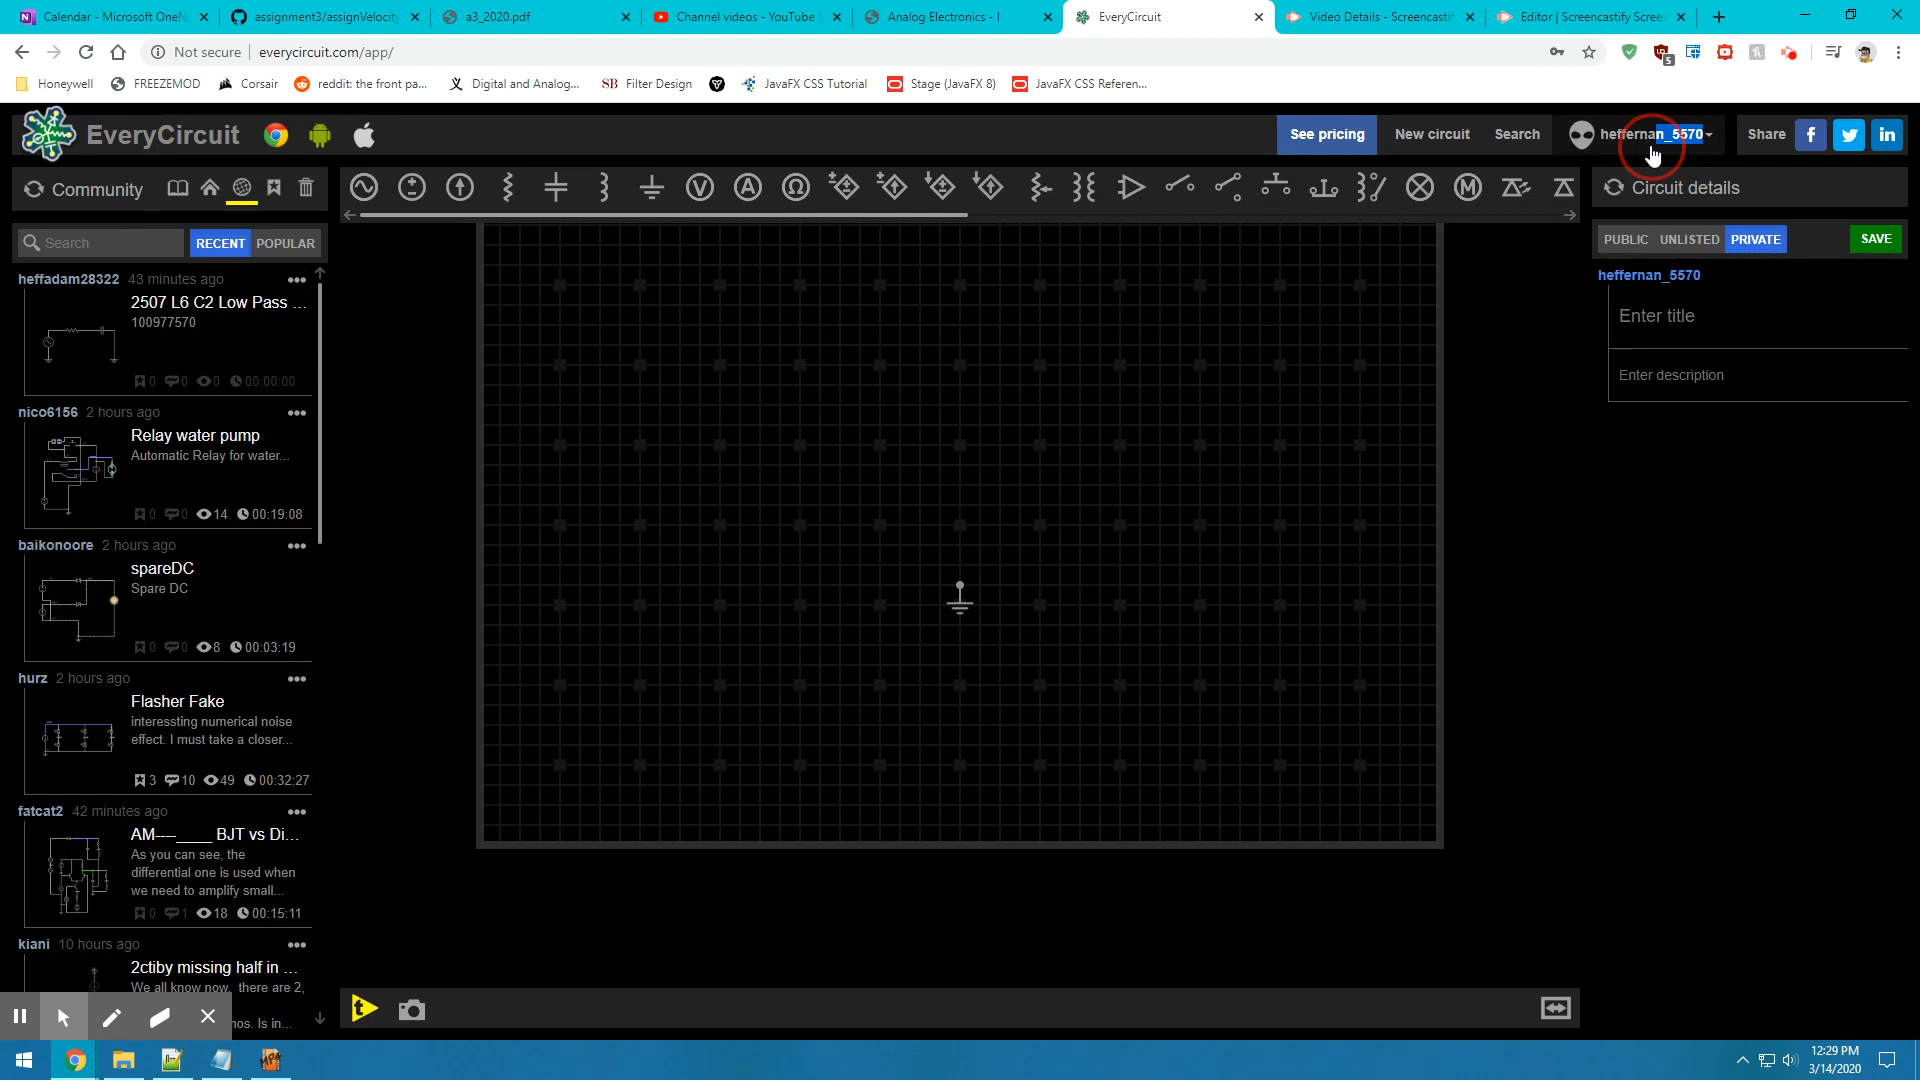 Calendar - Microsoft OneNo
assignment3/assignVelocity
a3_2020.pdf
Channel videos - YouTube S
Analog Electronics - I
EveryCircuit
Video Details - Screencastif
Editor | Screencastify Screen
Not secure
everycircuit.com/app/
Honeywell
FREEZEMOD
Corsair
reddit: the front pa...
Digital and Analog...
SB Filter Design
JavaFX CSS Tutorial
Stage (JavaFX 8)
JavaFX CSS Referen...
EveryCircuit
See pricing
New circuit
Search
heffernan_5570
Share
Community
Circuit details
Search
RECENT
POPULAR
PUBLIC
UNLISTED
PRIVATE
SAVE
heffernan_5570
Enter title
Enter description
heffadam28322 43 minutes ago
2507 L6 C2 Low Pass ...
100977570
0 0 0 00:00:00
nico6156 2 hours ago
Relay water pump
Automatic Relay for water...
0 0 14 00:19:08
baikonoore 2 hours ago
spareDC
Spare DC
0 0 8 00:03:19
hurz 2 hours ago
Flasher Fake
interessting numerical noise
effect. I must take a closer...
3 10 49 00:32:27
fatcat2 42 minutes ago
AM----____ BJT vs Di...
As you can see, the
differential one is used when
we need to amplify small...
0 1 18 00:15:11
kiani 10 hours ago
2ctiby missing half in ...
We all know now, there are 2,
nos. Is in...
12:29 PM
3/14/2020